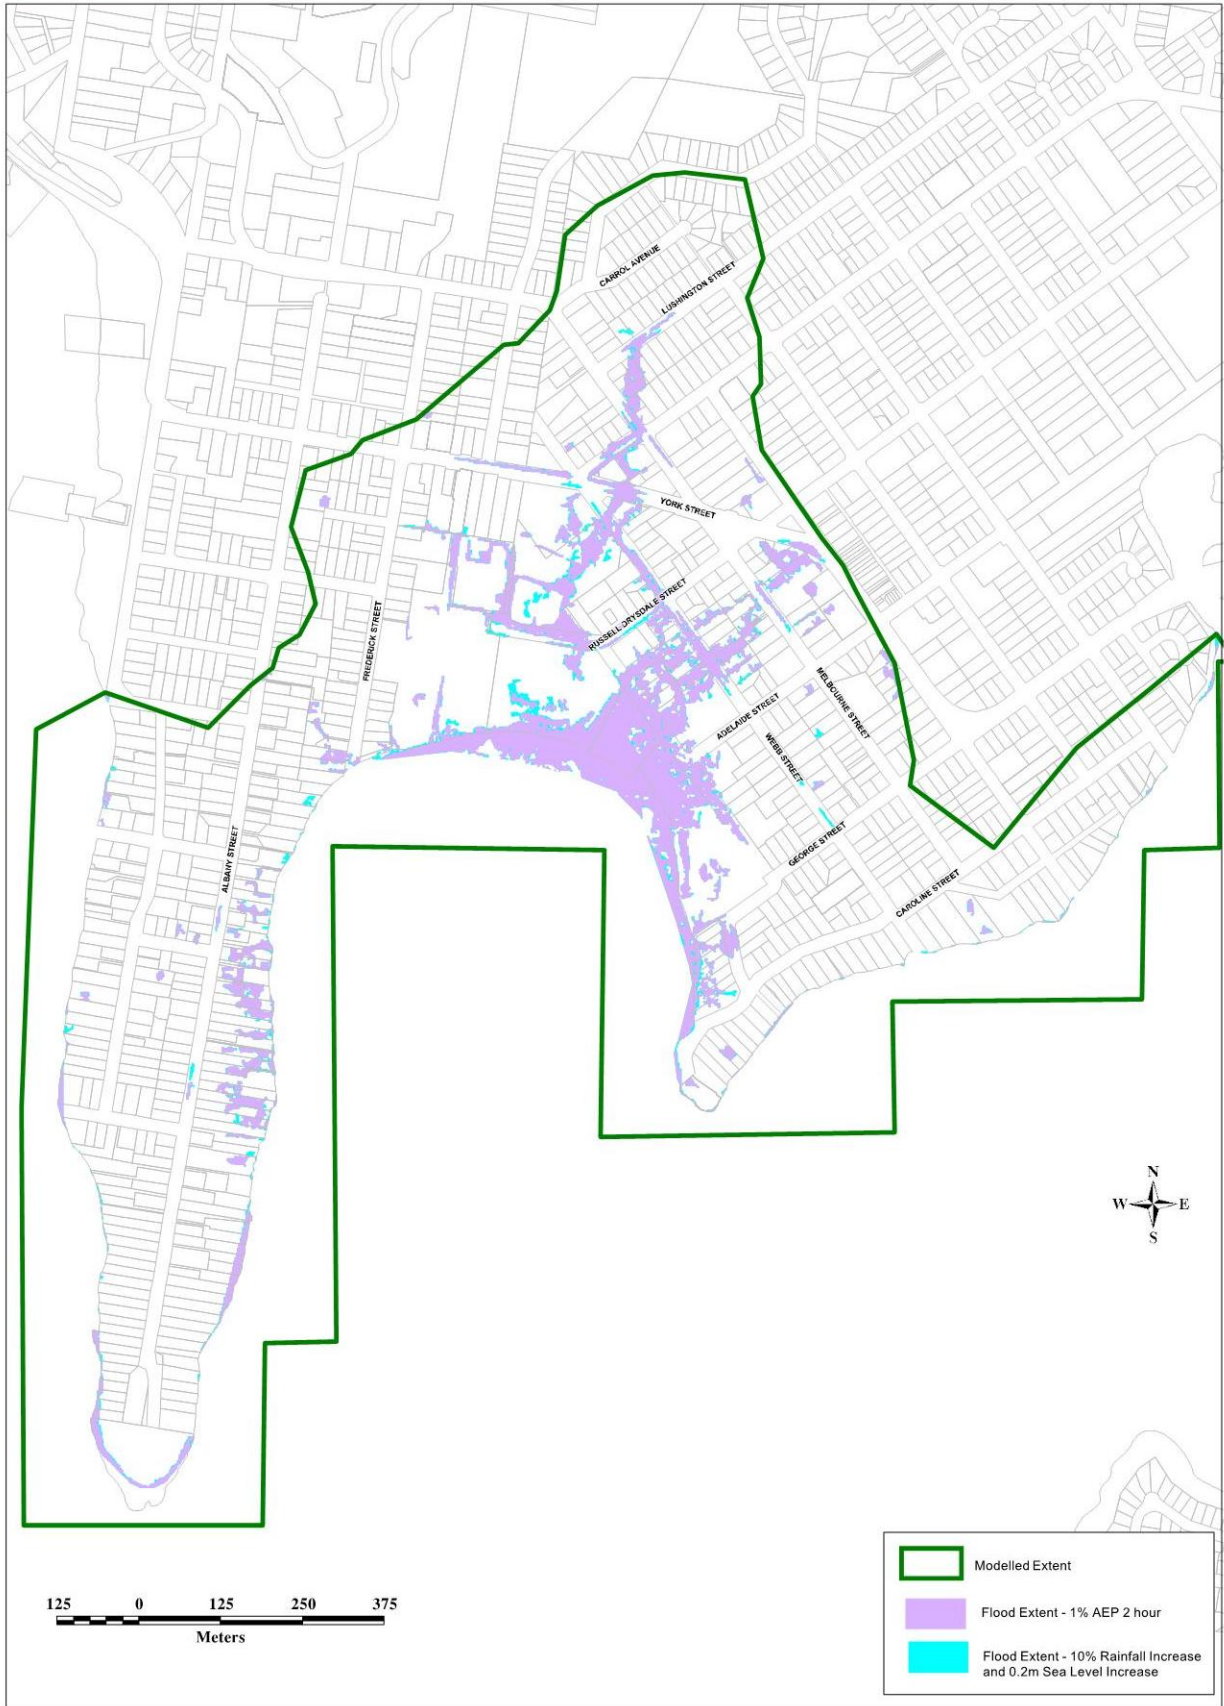 CARROL AVENUE
LUSHINGTON STREET
YORK STREET
RUSSELL DRYSDALE STREET
FREDERICK STREET
MELBOURNE STREET
ADELAIDE STREET
WEBB STREET
GEORGE STREET
ALBANY STREET
CAROLINE STREET
N
W E
S
125 0 125 250 375
Meters
Modelled Extent
Flood Extent - 1% AEP 2 hour
Flood Extent - 10% Rainfall Increase
and 0.2m Sea Level Increase